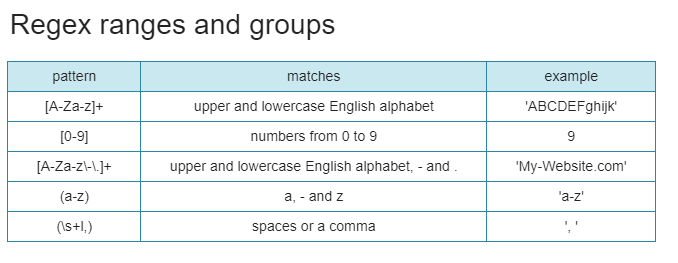 Regex ranges and groups
pattern matches example
[A-Za-z]+ upper and lowercase English alphabet 'ABCDEFghijk'
[0-9] numbers from 0 to 9 9
[A-Za-z\-\.]+ upper and lowercase English alphabet, - and . 'My-Website.com'
(a-z) a, - and z 'a-z'
(\s+l,) spaces or a comma ', '